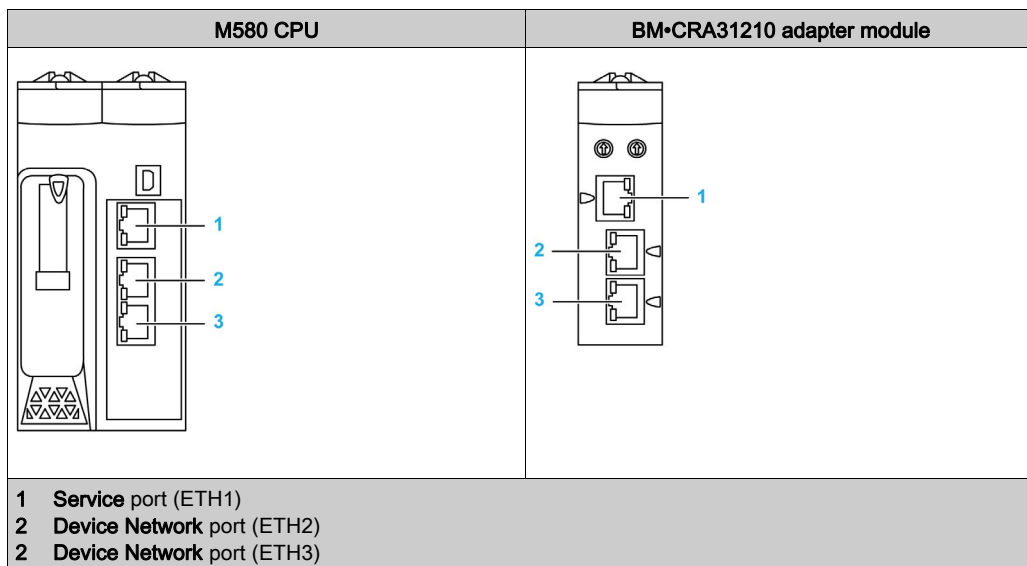 M580 CPU
BM•CRA31210 adapter module
1
2
3
1
2
3
1 Service port (ETH1)
2 Device Network port (ETH2)
2 Device Network port (ETH3)